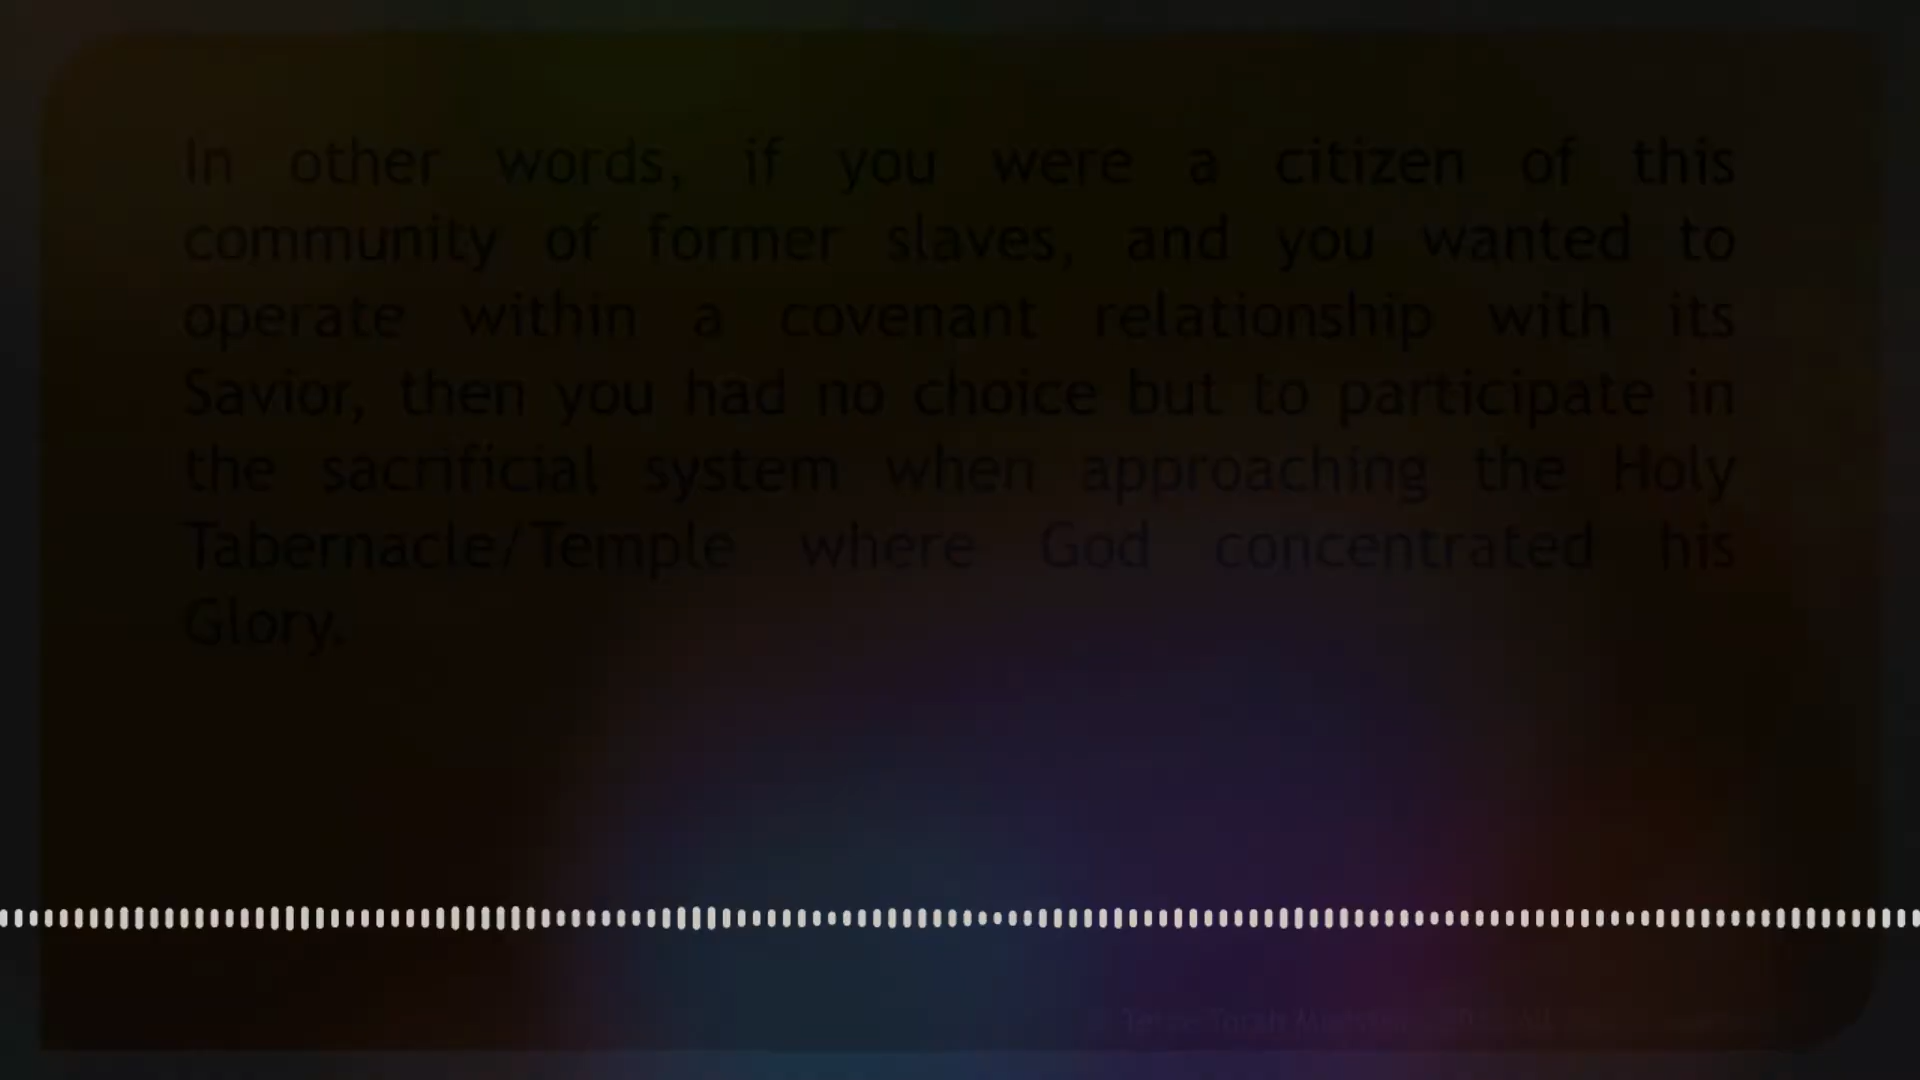 In other words, if you were a citizen of this
community of former slaves, and you wanted to
operate within a covenant relationship with its
Savior, then you had no choice but to participate in
the sacrificial system when approaching the Holy
Tabernacle/Temple where God concentrated his
Glory.